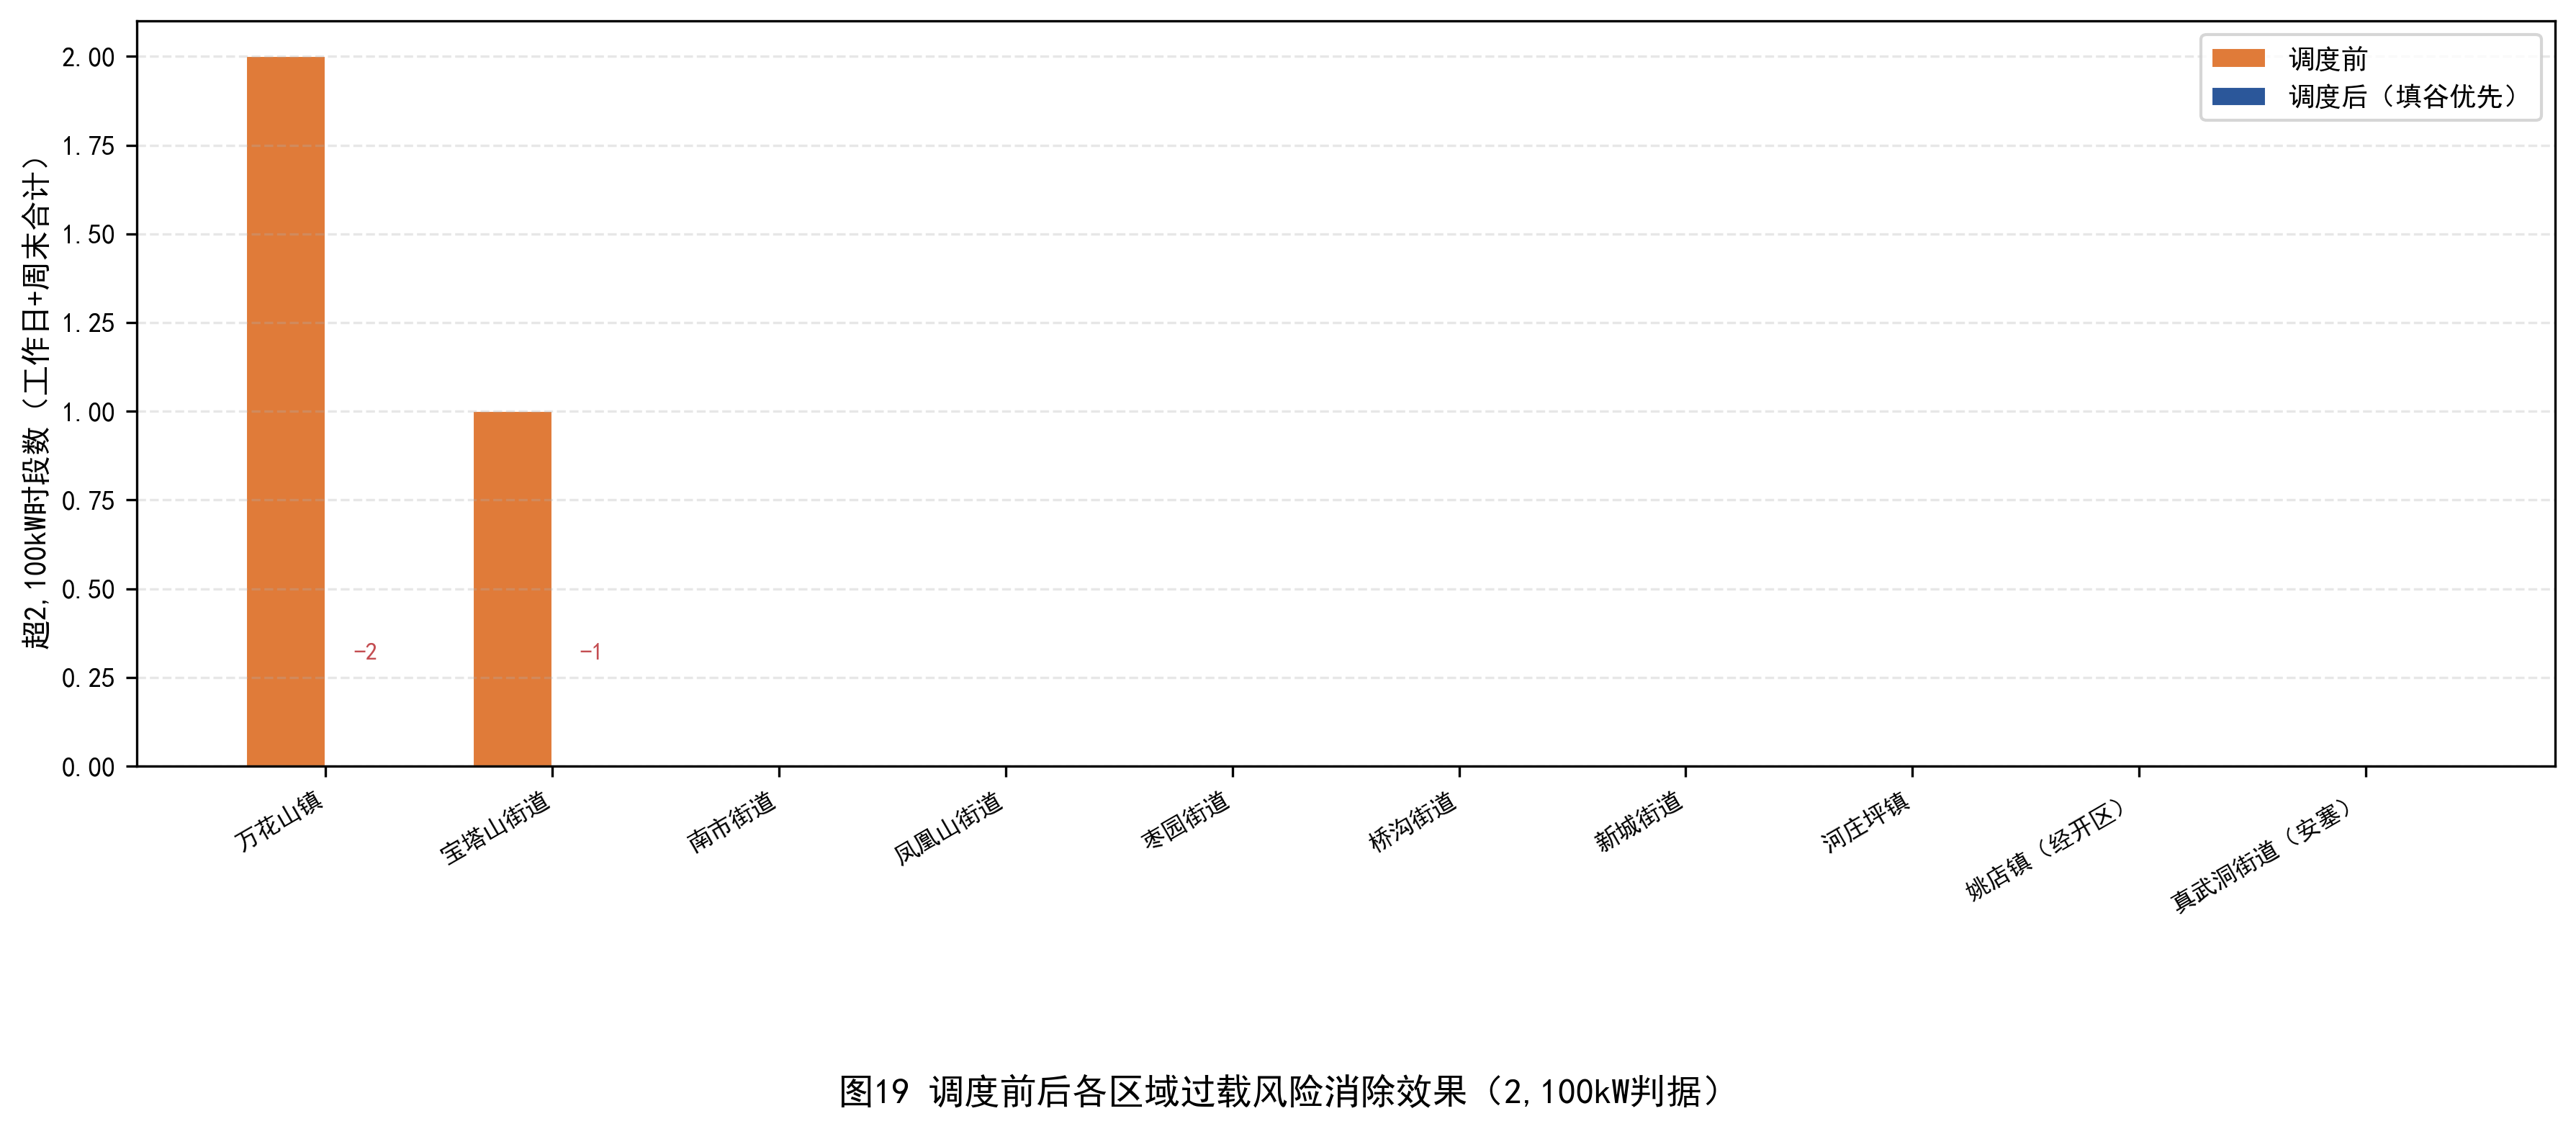 调度前
调度后（填谷优先）
超2,100kW时段数（工作日+周末合计）
2.00
1.75
1.50
1.25
1.00
0.75
0.50
0.25
0.00
-2
-1
万花山镇
宝塔山街道
南市街道
凤凰山街道
枣园街道
桥沟街道
新城街道
河庄坪镇
姚店镇（经开区）
真武洞街道（安塞）
图19 调度前后各区域过载风险消除效果（2,100kW判据）